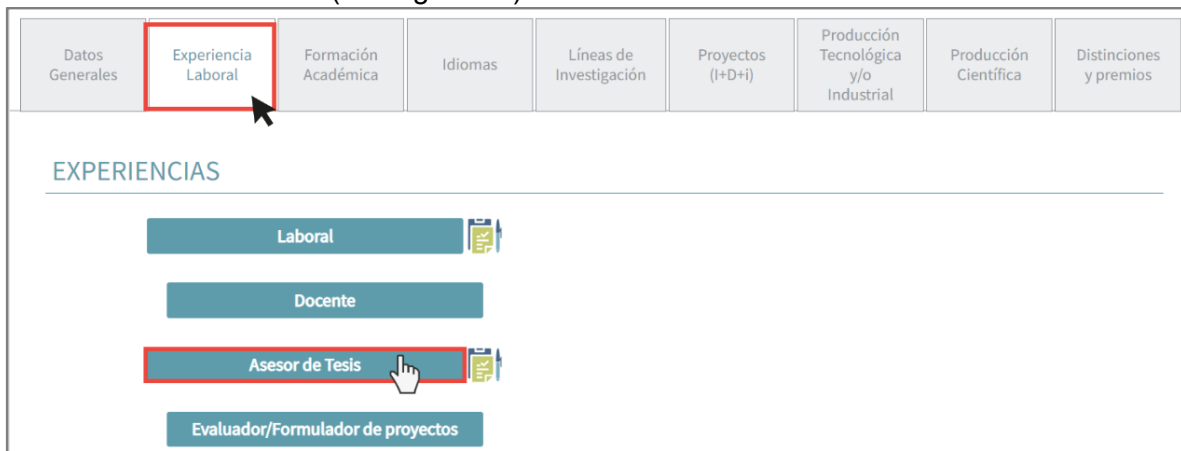 Datos
Generales
Experiencia
Laboral
Formación
Académica
Idiomas
Líneas de
Investigación
Proyectos
(I+D+i)
Producción
Tecnológica
y/o
Industrial
Producción
Científica
Distinciones
y premios
EXPERIENCIAS
Laboral
Docente
Asesor de Tesis
Evaluador/Formulador de proyectos